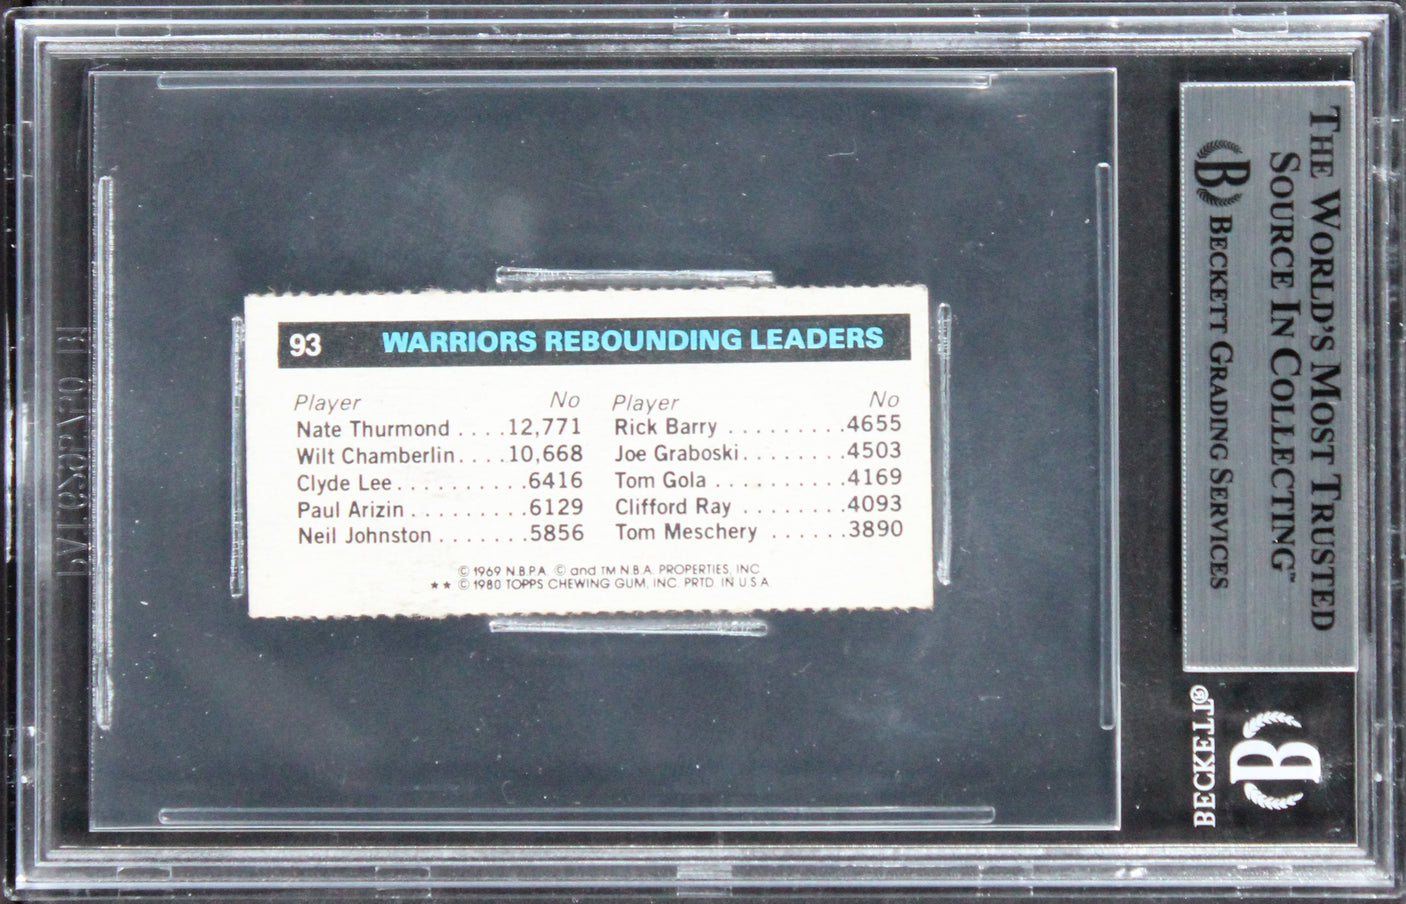 93 WARRIORS REBOUNDING LEADERS
Player No Player No
Nate Thurmond ....12,771 Rick Barry .........4655
Wilt Chamberlin....10,668 Joe Graboski.......4503
Clyde Lee..........6416 Tom Gola .........4169
Paul Arizin.........6129 Clifford Ray .......4093
Neil Johnston .......5856 Tom Meschery ......3890
© 1969 N.B.P.A. © and TM N.B.A. PROPERTIES, INC
** © 1980 TOPPS CHEWING GUM, INC. PRTD. IN U.S.A.
THE WORLD'S MOST TRUSTED
SOURCE IN COLLECTING™
B BECKETT GRADING SERVICES
B
BECKETT®